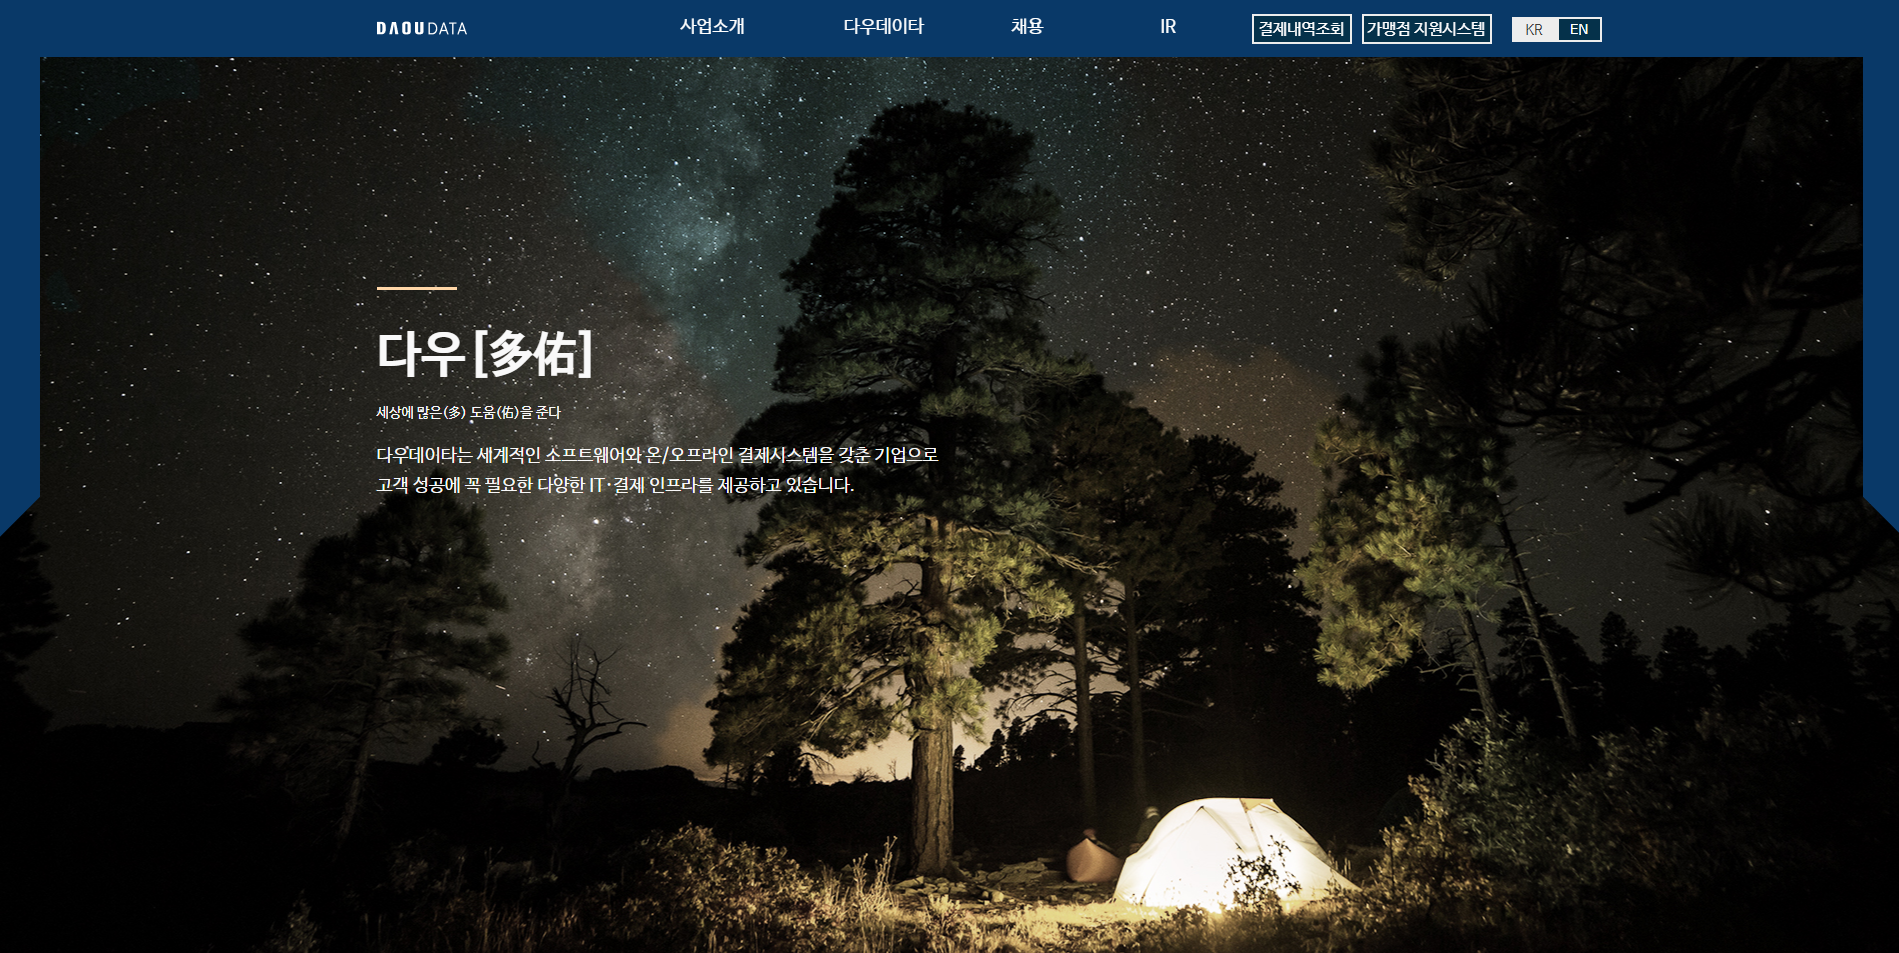 DAOUDATA
사업소개
다우데이타
채용
IR
결제내역조회
가맹점 지원시스템
KR
EN
다우[多佑]
세상에 많은(多) 도움(佑)을 준다
다우데이타는 세계적인 소프트웨어와 온/오프라인 결제시스템을 갖춘 기업으로
고객 성공에 꼭 필요한 다양한 IT·결제 인프라를 제공하고 있습니다.